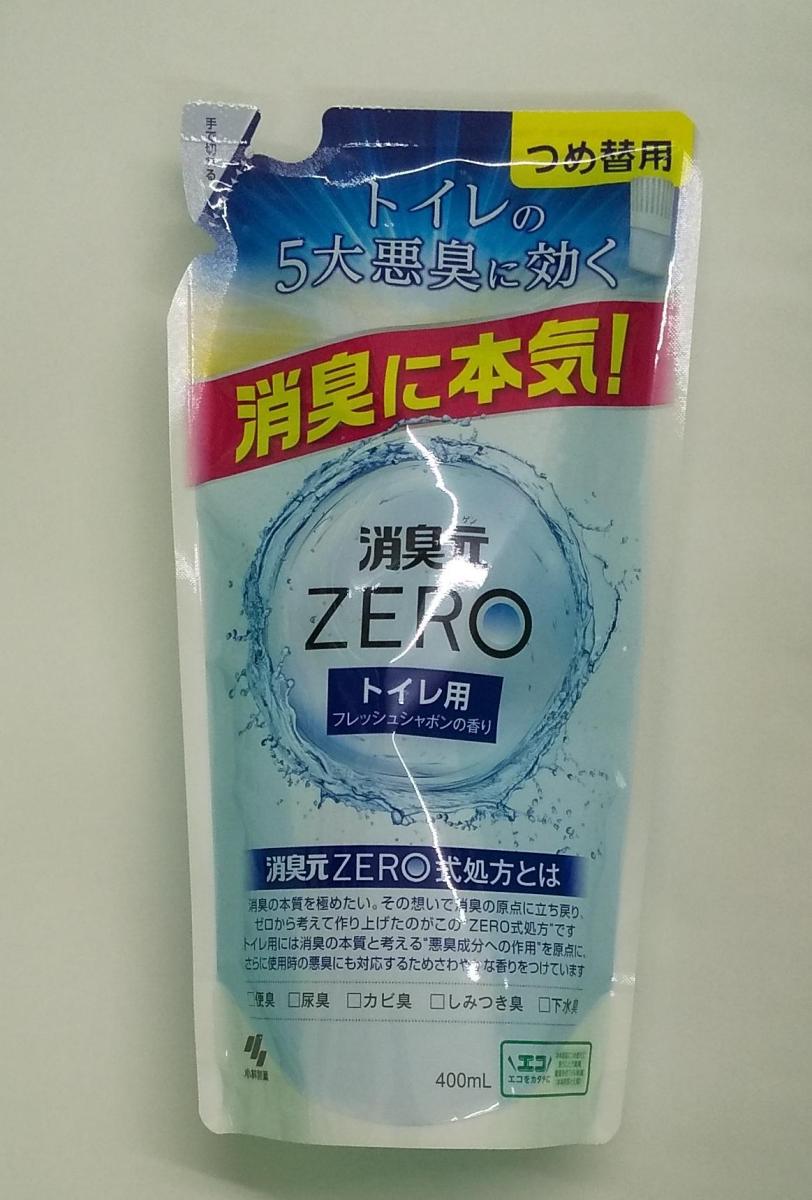 手で切れる
つめ替用
トイレの
5大悪臭に効く
消臭に本気!
ゲン
消臭元
ZERO
トイレ用
フレッシュシャボンの香り
消臭元ZERO式処方とは
消臭の本質を極めたい。その想いで消臭の原点に立ち戻り、
ゼロから考えて作り上げたのがこの"ZERO式処方"です
トイレ用には消臭の本質と考える"悪臭成分への作用"を原点に、
さらに使用時の悪臭にも対応するためさわやかな香りをつけています
□便臭 □尿臭 □カビ臭 □しみつき臭 □下水臭
小林製薬
400mL
エコ
エコをカタチに